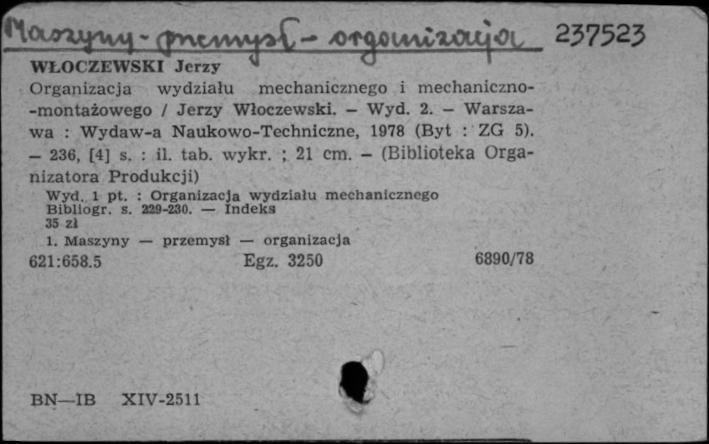 Maszyny - przemysł - organizacja 237523
WŁOCZEWSKI Jerzy
Organizacja wydziału mechanicznego i mechaniczno-
-montażowego / Jerzy Włoczewski. — Wyd. 2. — Warsza-
wa : Wydaw-a Naukowo-Techniczne, 1978 (Byt : ZG 5).
— 236, [4] s. : il. tab. wykr. ; 21 cm. — (Biblioteka Orga-
nizatora Produkcji)
Wyd. 1 pt. : Organizacja wydziału mechanicznego
Bibliogr. s. 229-230. — Indeks
35 zł
1. Maszyny — przemysł — organizacja
621:658.5 Egz. 3250 6890/78
BN—IB XIV-2511